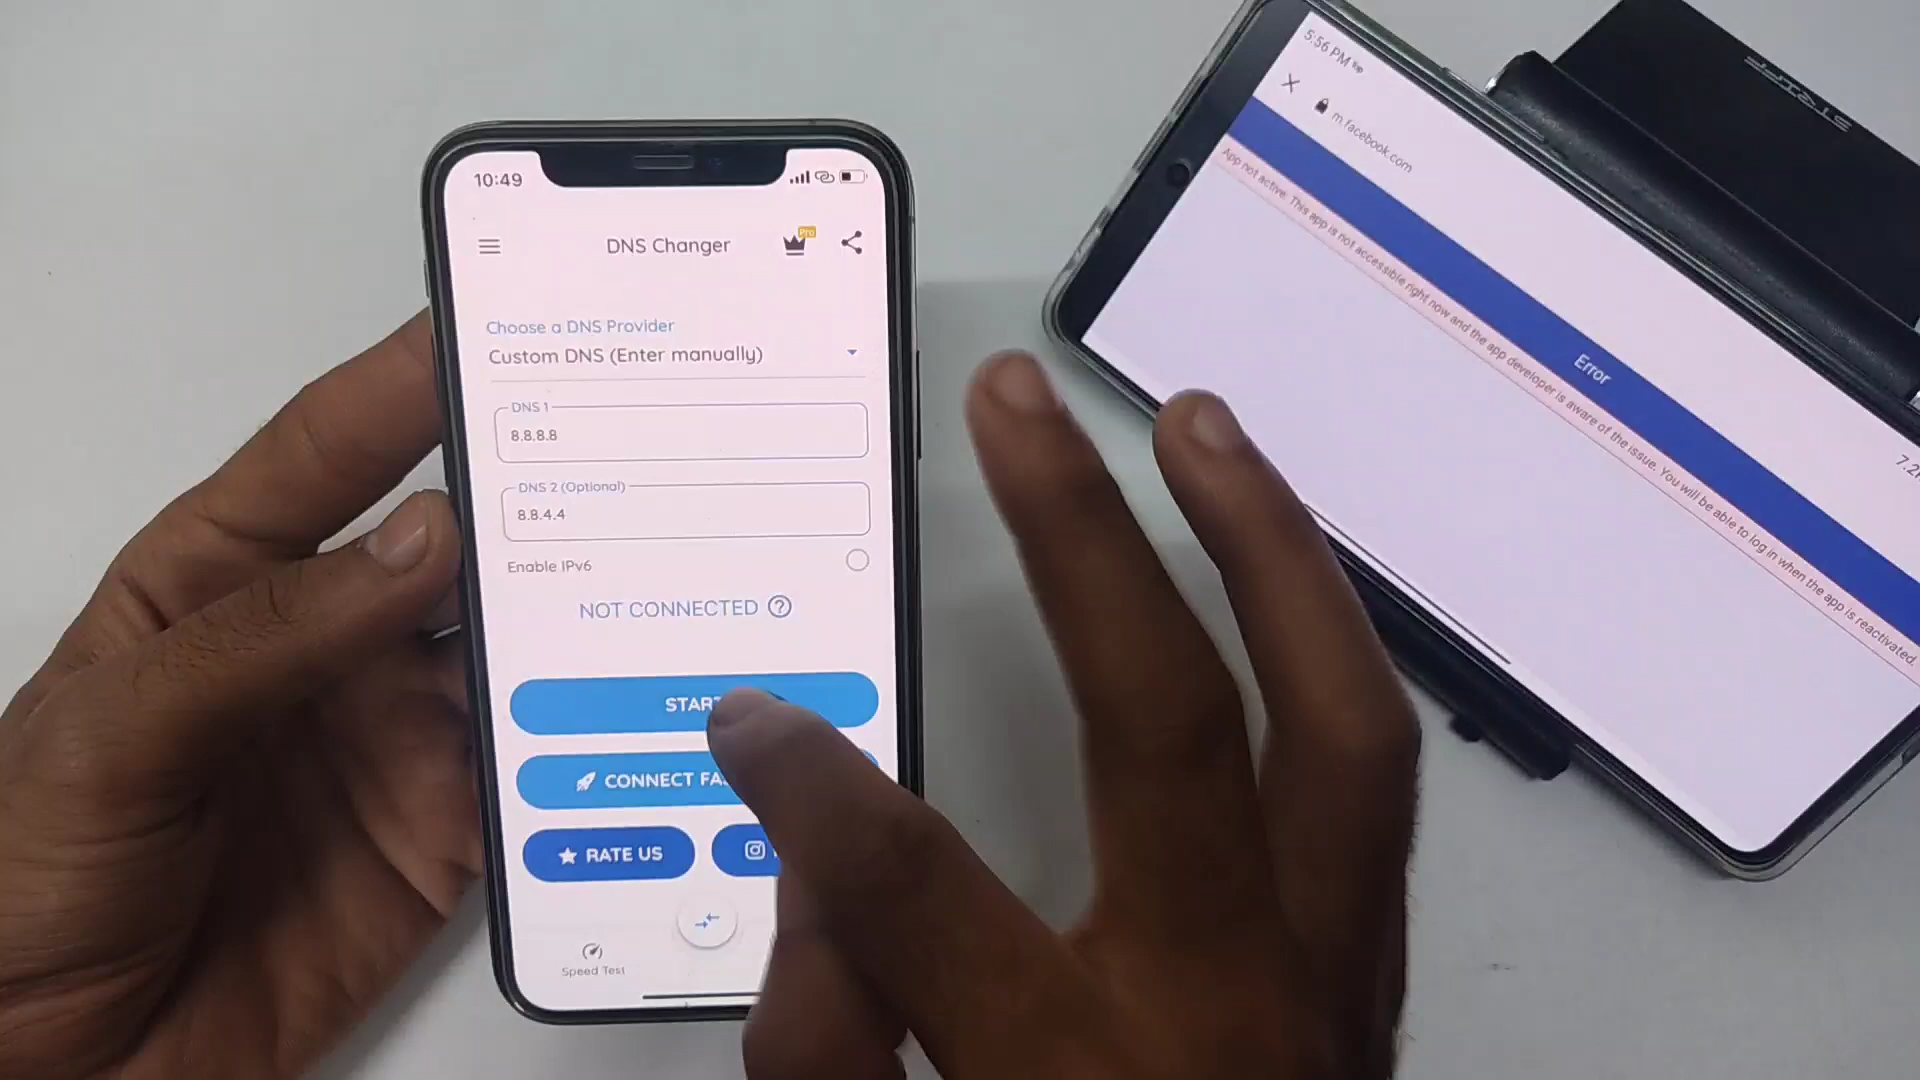 10:49
DNS Changer
Pro
Choose a DNS Provider
Custom DNS (Enter manually)
DNS 1
8.8.8.8
DNS 2 (Optional)
8.8.4.4
Enable IPv6
NOT CONNECTED ?
START
CONNECT
RATE US
Speed Test
5:56 PM
m.facebook.com
Error
App not active. This app is not accessible right now and the app developer is aware of the issue. You will be able to log in when the app is reactivated.